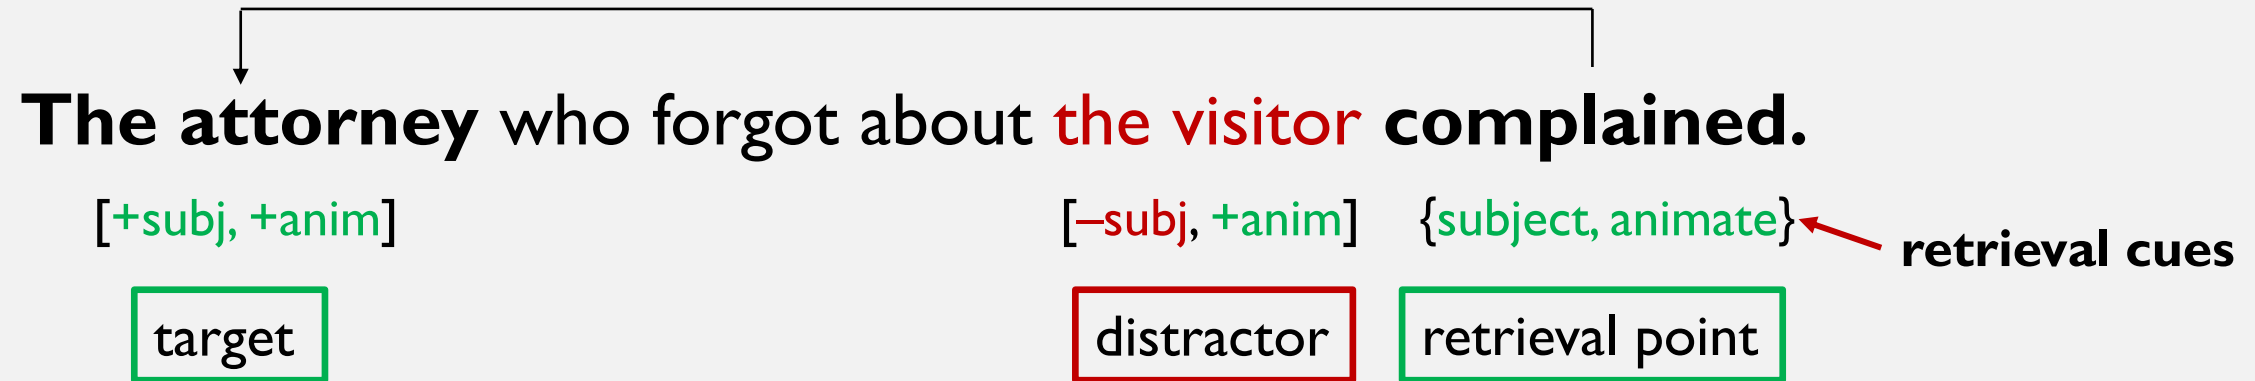 The attorney who forgot about the visitor complained.
[+subj, +anim] [–subj, +anim] {subject, animate}
retrieval cues
target distractor retrieval point